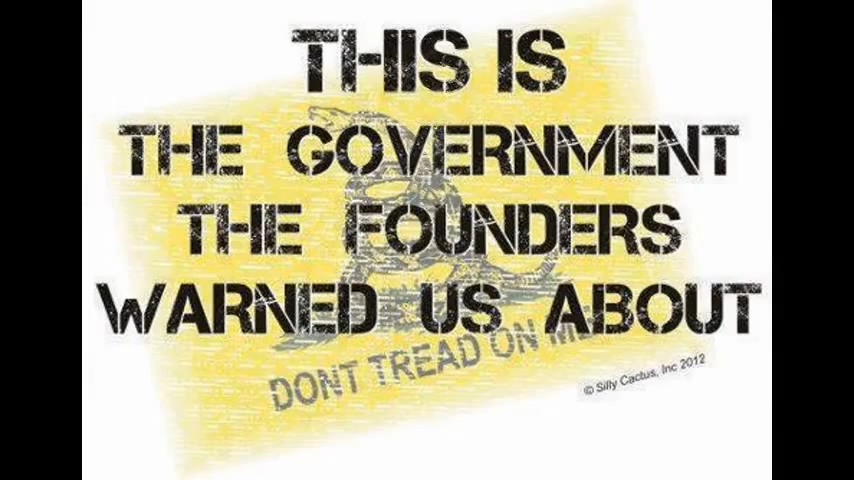 THIS IS
THE GOVERNMENT
THE FOUNDERS
WARNED US ABOUT
DONT TREAD ON ME
© Silly Cactus, Inc 2012